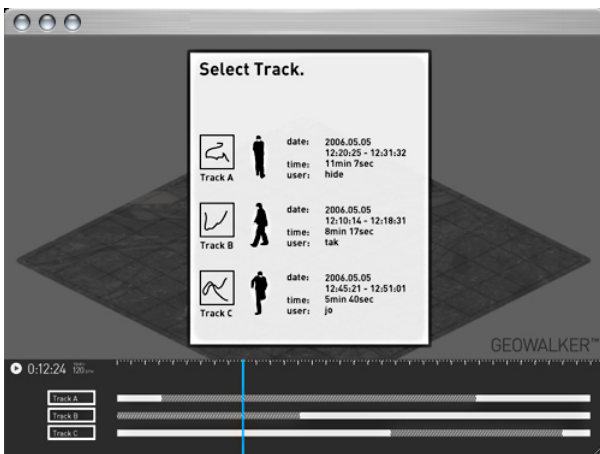 Select Track.
date: 2006.05.05
12:20:25 - 12:31:32
time: 11min 7sec
user: hide
Track A
date: 2006.05.05
12:10:14 - 12:18:31
time: 8min 17sec
user: tak
Track B
date: 2006.05.05
12:45:21 - 12:51:01
time: 5min 40sec
user: jo
Track C
GEOWALKER™
0:12:24
120
Track A
Track B
Track C